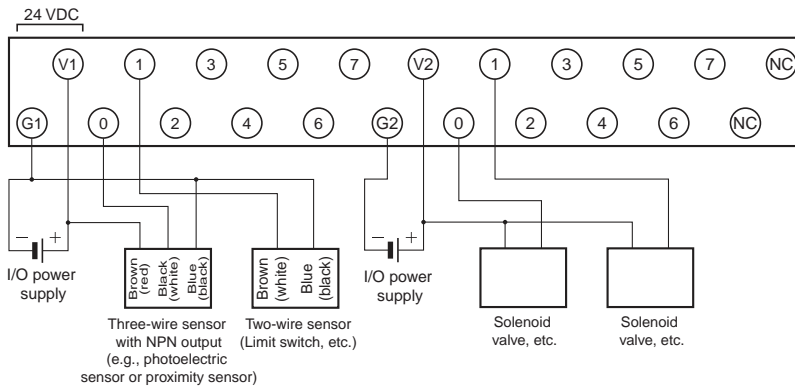 24 VDC
V1 1 3 5 7 V2 1 3 5 7 NC
G1 0 2 4 6 G2 0 2 4 6 NC
− + − +
I/O power
supply
Brown
(red)
Black
(white)
Blue
(black)
Brown
(white)
Blue
(black)
I/O power
supply
Three-wire sensor
with NPN output
(e.g., photoelectric
sensor or proximity sensor)
Two-wire sensor
(Limit switch, etc.)
Solenoid
valve, etc.
Solenoid
valve, etc.